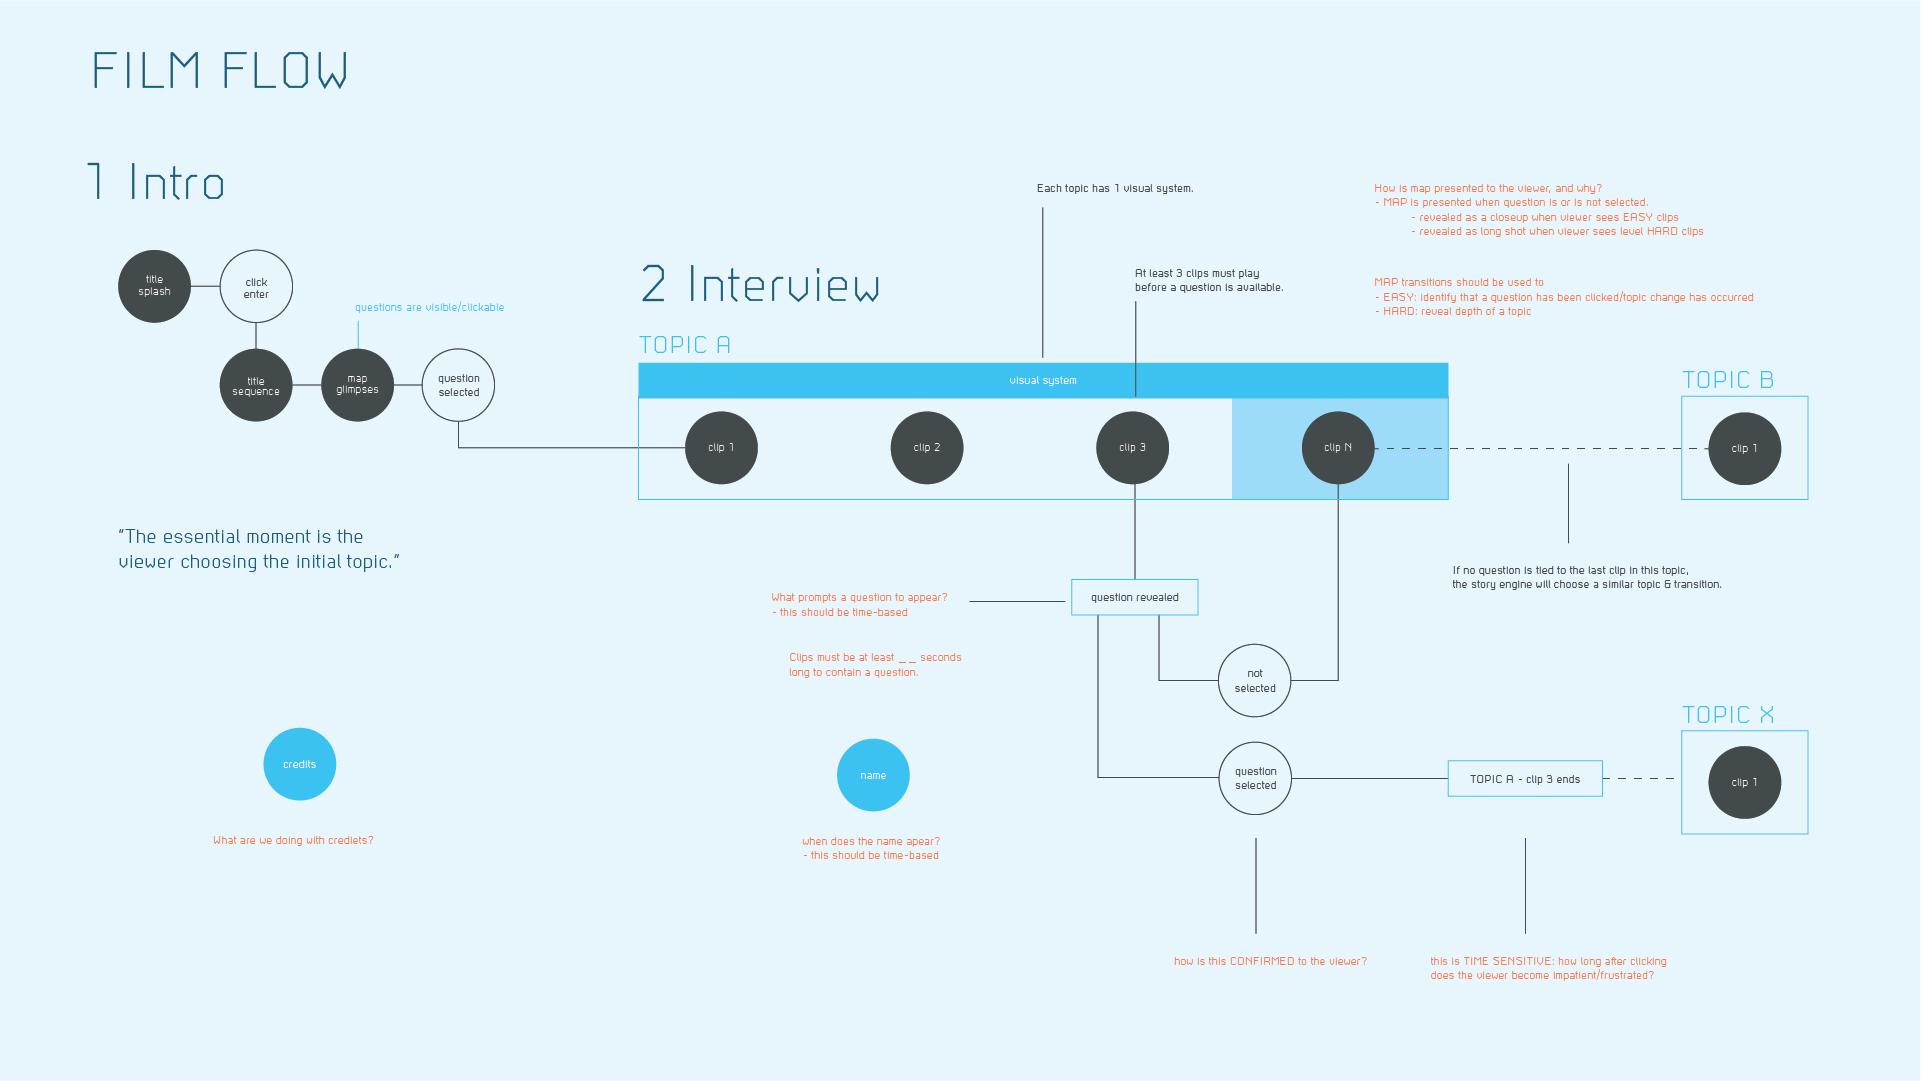 FILM FLOW
1 Intro
title
splash
click
enter
questions are visible/clickable
title
sequence
map
glimpses
question
selected
"The essential moment is the
viewer choosing the initial topic."
credits
What are we doing with crediets?
2 Interview
Each topic has 1 visual system.
At least 3 clips must play
before a question is available.
How is map presented to the viewer, and why?
- MAP is presented when question is or is not selected.
- revealed as a closeup when viewer sees EASY clips
- revealed as long shot when viewer sees level HARD clips
MAP transitions should be used to
- EASY: identify that a question has been clicked/topic change has occurred
- HARD: reveal depth of a topic
TOPIC A
visual system
clip 1
clip 2
clip 3
clip N
TOPIC B
clip 1
If no question is tied to the last clip in this topic,
the story engine will choose a similar topic & transition.
What prompts a question to appear?
- this should be time-based
question revealed
Clips must be at least _ _ seconds
long to contain a question.
not
selected
name
when does the name apear?
- this should be time-based
question
selected
TOPIC A - clip 3 ends
TOPIC X
clip 1
how is this CONFIRMED to the viewer?
this is TIME SENSITIVE: how long after clicking
does the viewer become impatient/frustrated?